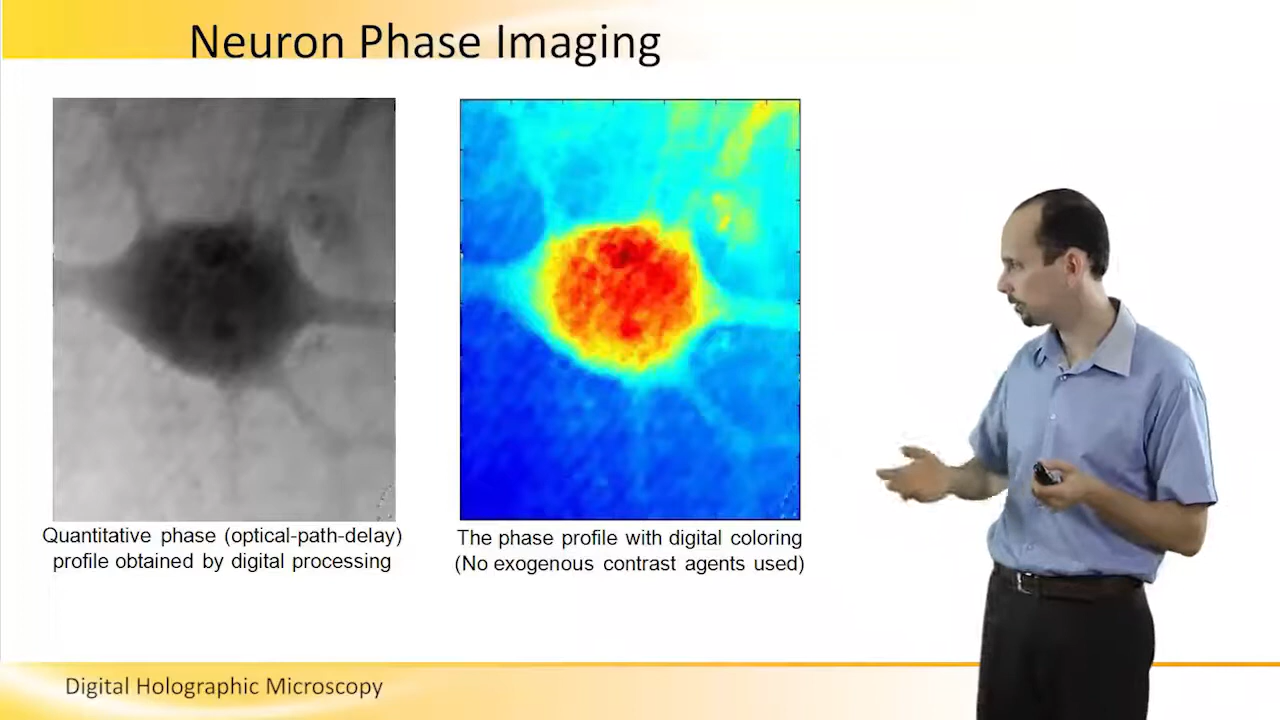 Neuron Phase Imaging
Quantitative phase (optical-path-delay)
profile obtained by digital processing
The phase profile with digital coloring
(No exogenous contrast agents used)
Digital Holographic Microscopy